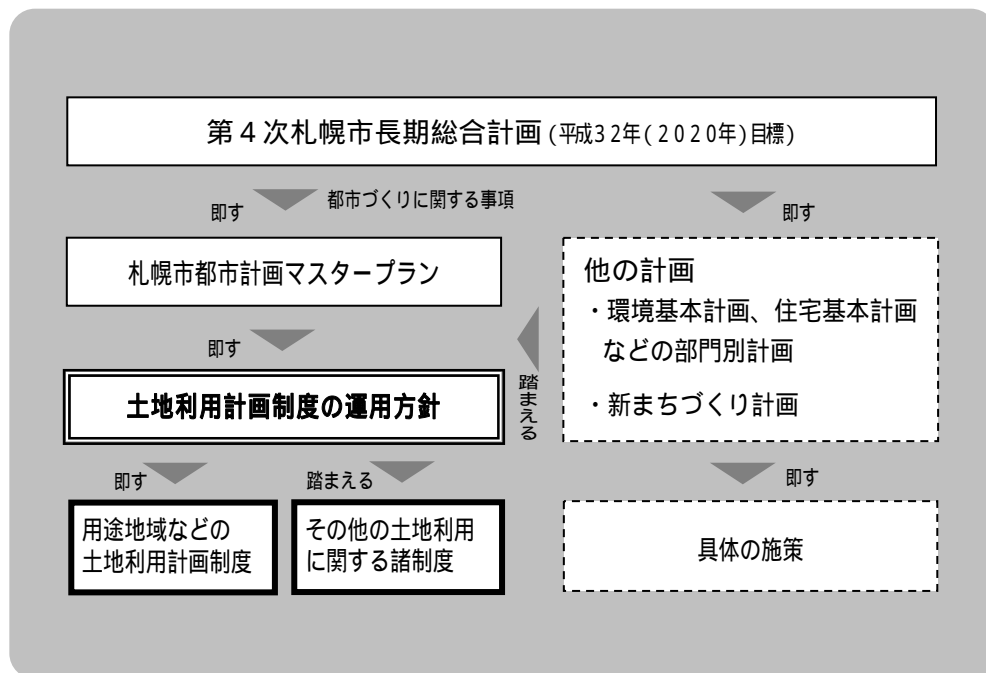 第4次札幌市長期総合計画(平成32年(2020年)目標)
即す
都市づくりに関する事項
即す
札幌市都市計画マスタープラン
他の計画
・環境基本計画、住宅基本計画
などの部門別計画
・新まちづくり計画
即す
踏まえる
土地利用計画制度の運用方針
即す
踏まえる
即す
用途地域などの
土地利用計画制度
その他の土地利用
に関する諸制度
具体の施策